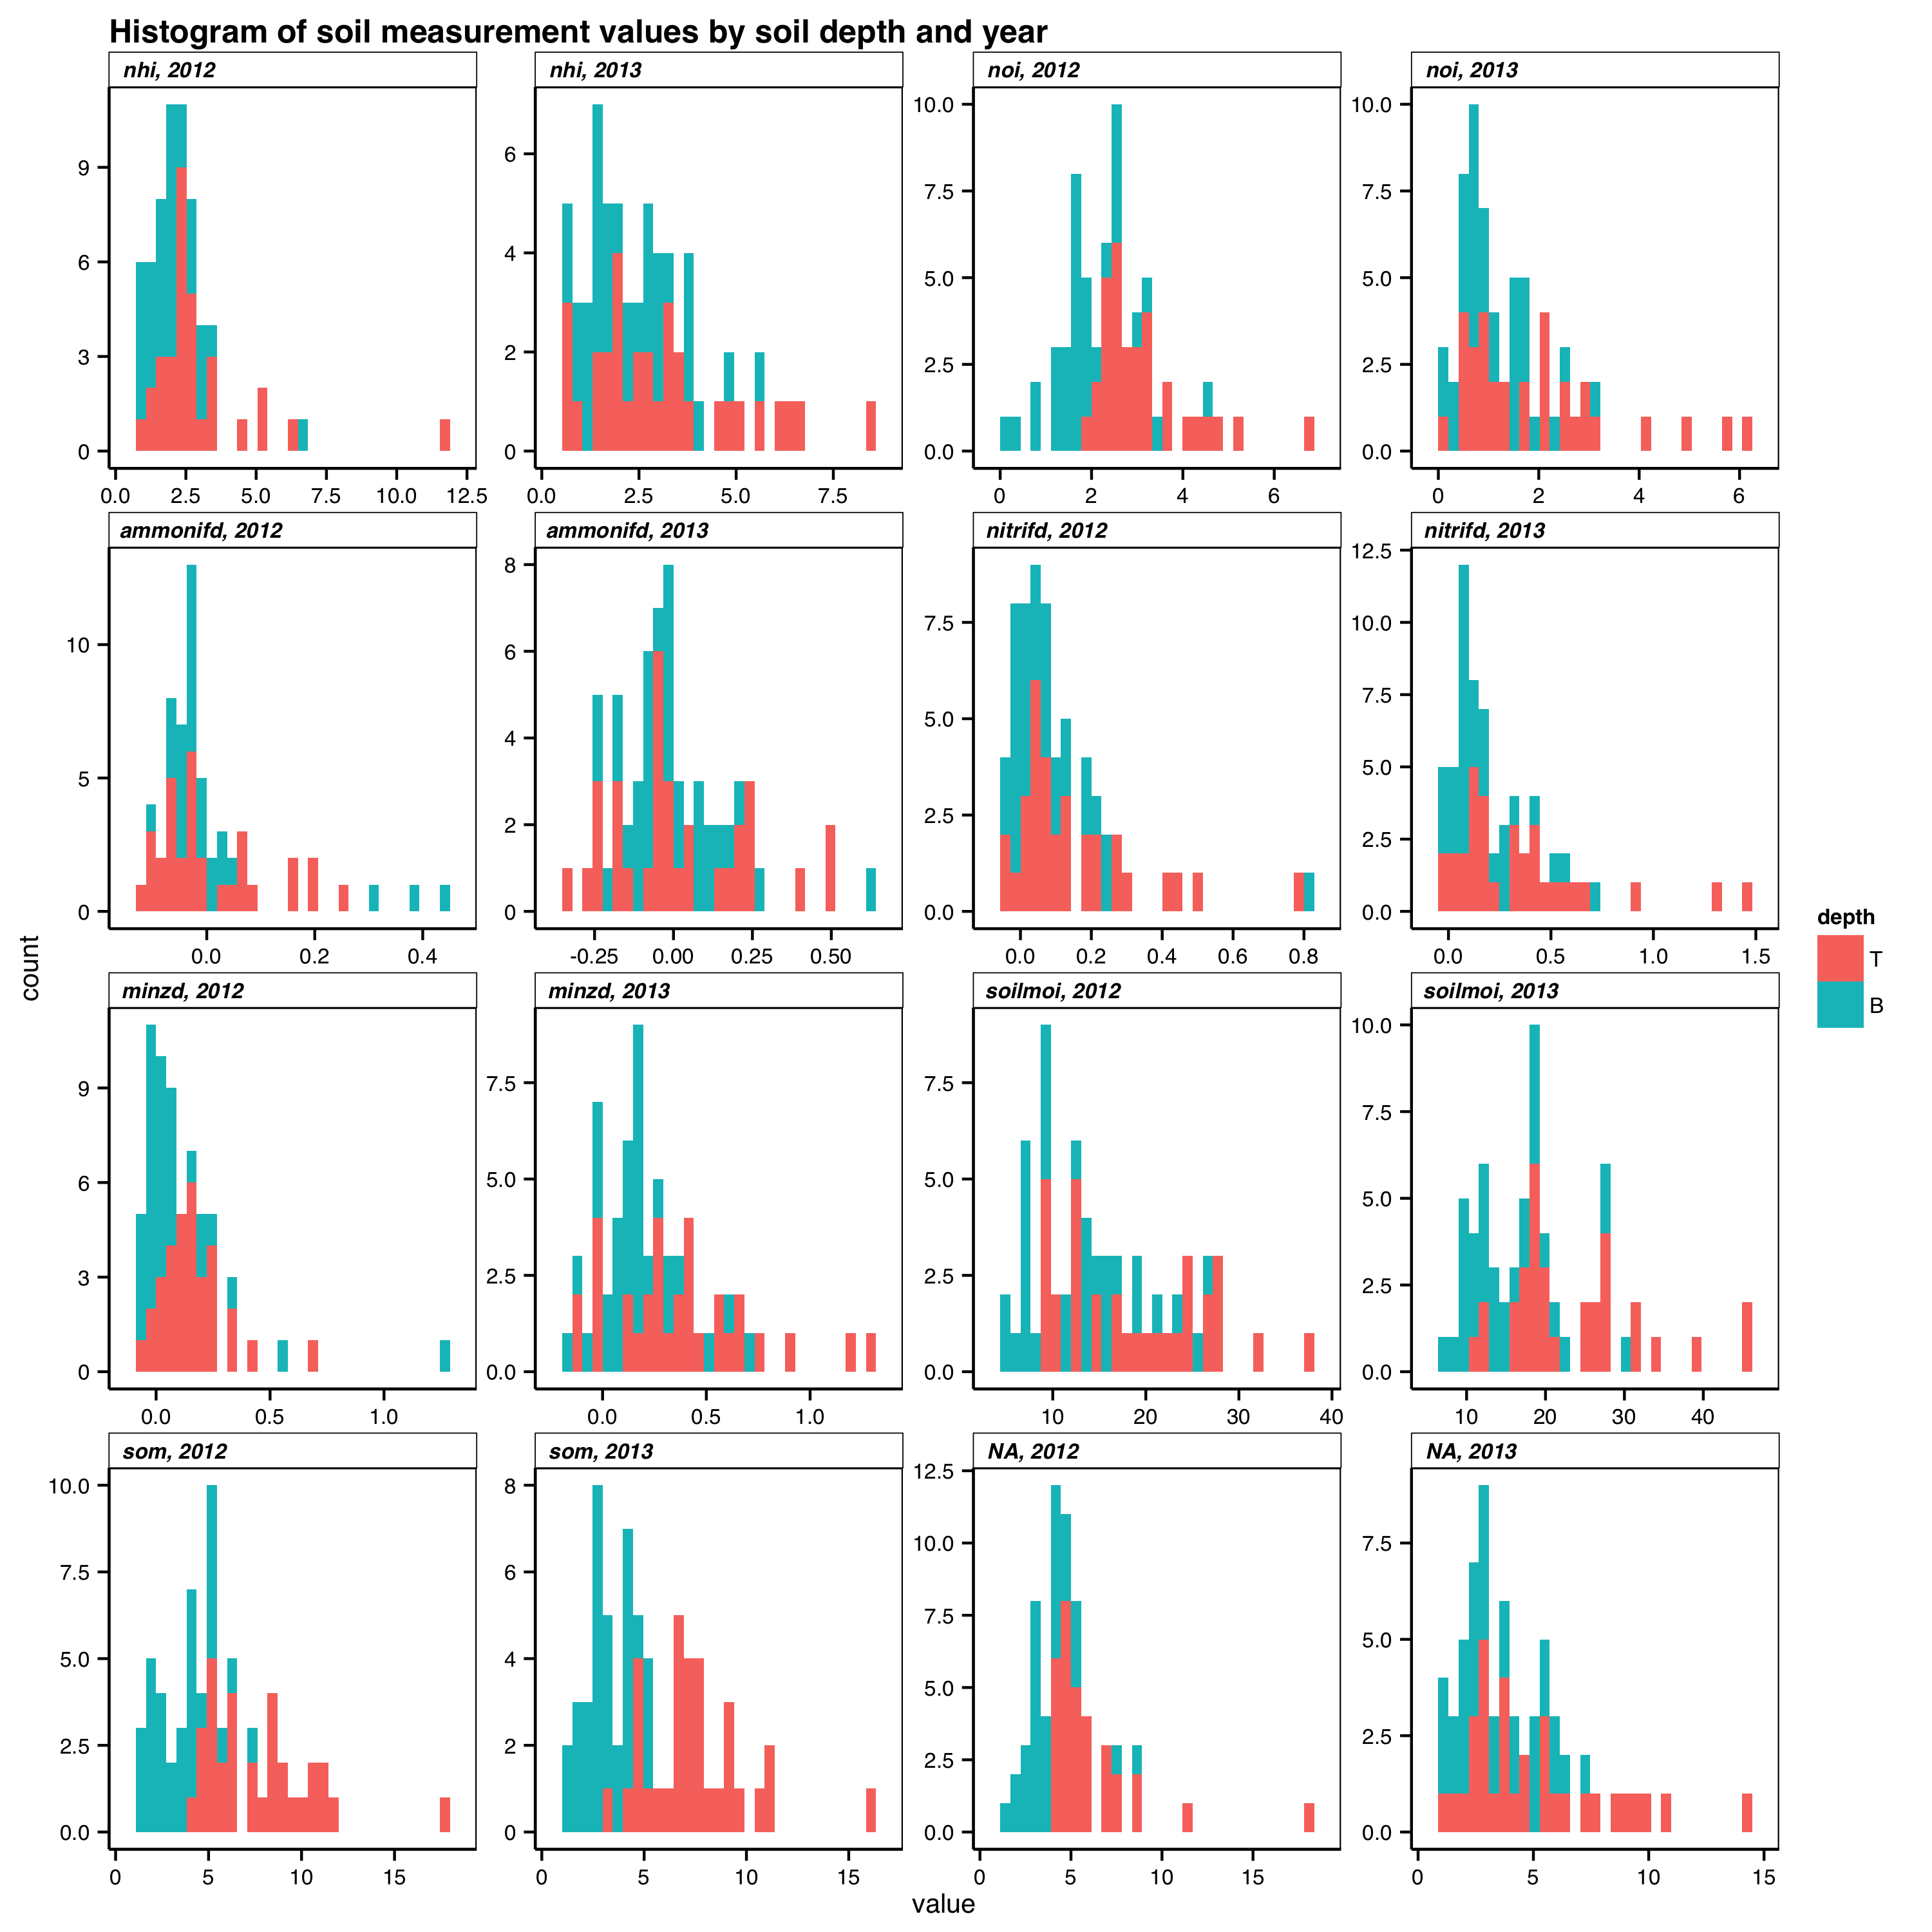 Histogram of soil measurement values by soil depth and year
nhi, 2012
nhi, 2013
noi, 2012
noi, 2013
9
6
3
0
0.0 2.5 5.0 7.5 10.0 12.5
6
4
2
0
0.0 2.5 5.0 7.5
10.0
7.5
5.0
2.5
0.0
0 2 4 6
10.0
7.5
5.0
2.5
0.0
0 2 4 6
ammonifd, 2012
ammonifd, 2013
nitrifd, 2012
nitrifd, 2013
10
5
0
0.0 0.2 0.4
8
6
4
2
0
-0.25 0.00 0.25 0.50
7.5
5.0
2.5
0.0
0.0 0.2 0.4 0.6 0.8
12.5
10.0
7.5
5.0
2.5
0.0
0.0 0.5 1.0 1.5
minzd, 2012
minzd, 2013
soilmoi, 2012
soilmoi, 2013
9
6
3
0
0.0 0.5 1.0
7.5
5.0
2.5
0.0
0.0 0.5 1.0
7.5
5.0
2.5
0.0
10 20 30 40
10.0
7.5
5.0
2.5
0.0
10 20 30 40
som, 2012
som, 2013
NA, 2012
NA, 2013
10.0
7.5
5.0
2.5
0.0
0 5 10 15
8
6
4
2
0
0 5 10 15
12.5
10.0
7.5
5.0
2.5
0.0
0 5 10 15
7.5
5.0
2.5
0.0
0 5 10 15
count
value
depth
T
B